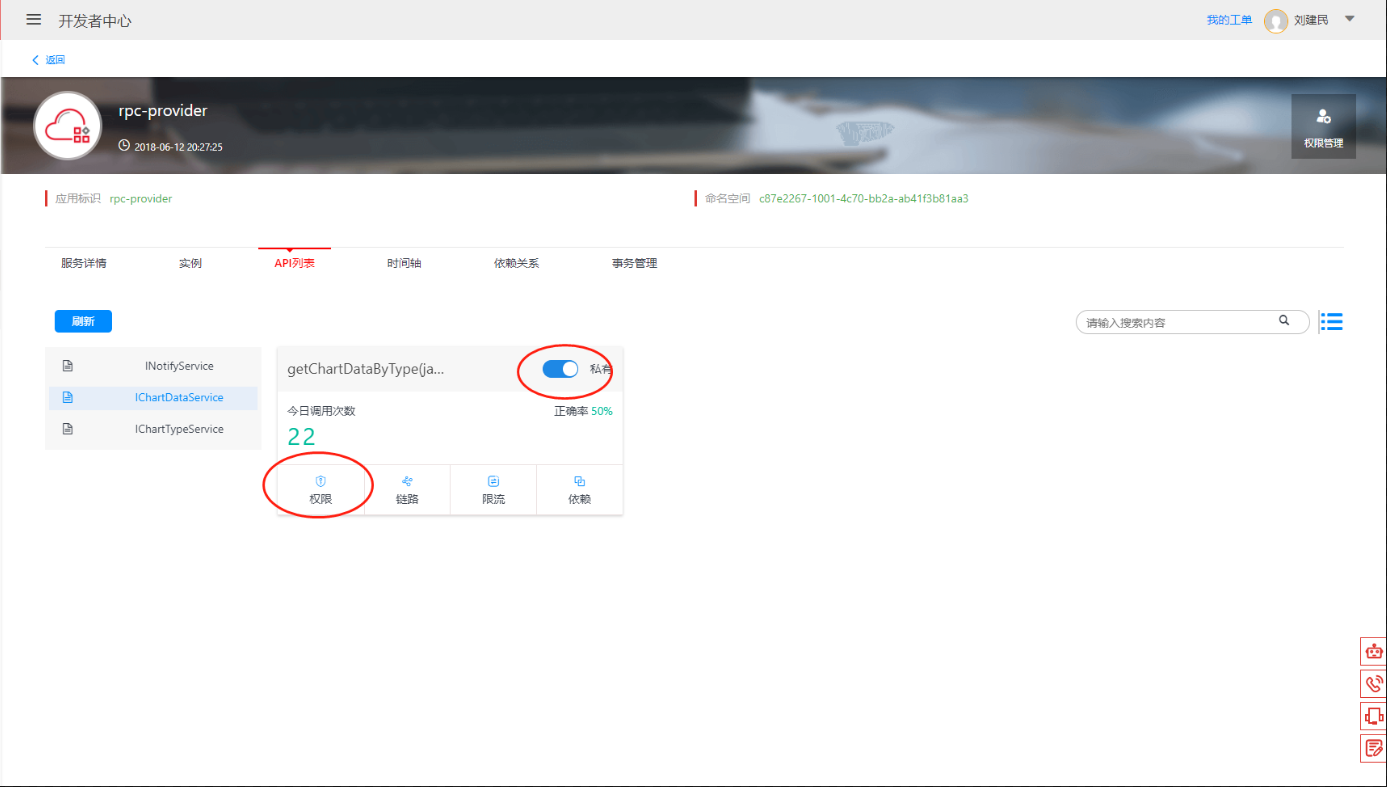 开发者中心
我的工单 刘建民
返回
rpc-provider
2018-06-12 20:27:25
权限管理
应用标识 rpc-provider
命名空间 c87e2267-1001-4c70-bb2a-ab41f3b81aa3
服务详情 实例 API列表 时间轴 依赖关系 事务管理
刷新
请输入搜索内容
INotifyService
IChartDataService
IChartTypeService
getChartDataByType(ja...
私有
今日调用次数
正确率 50%
22
权限 链路 限流 依赖